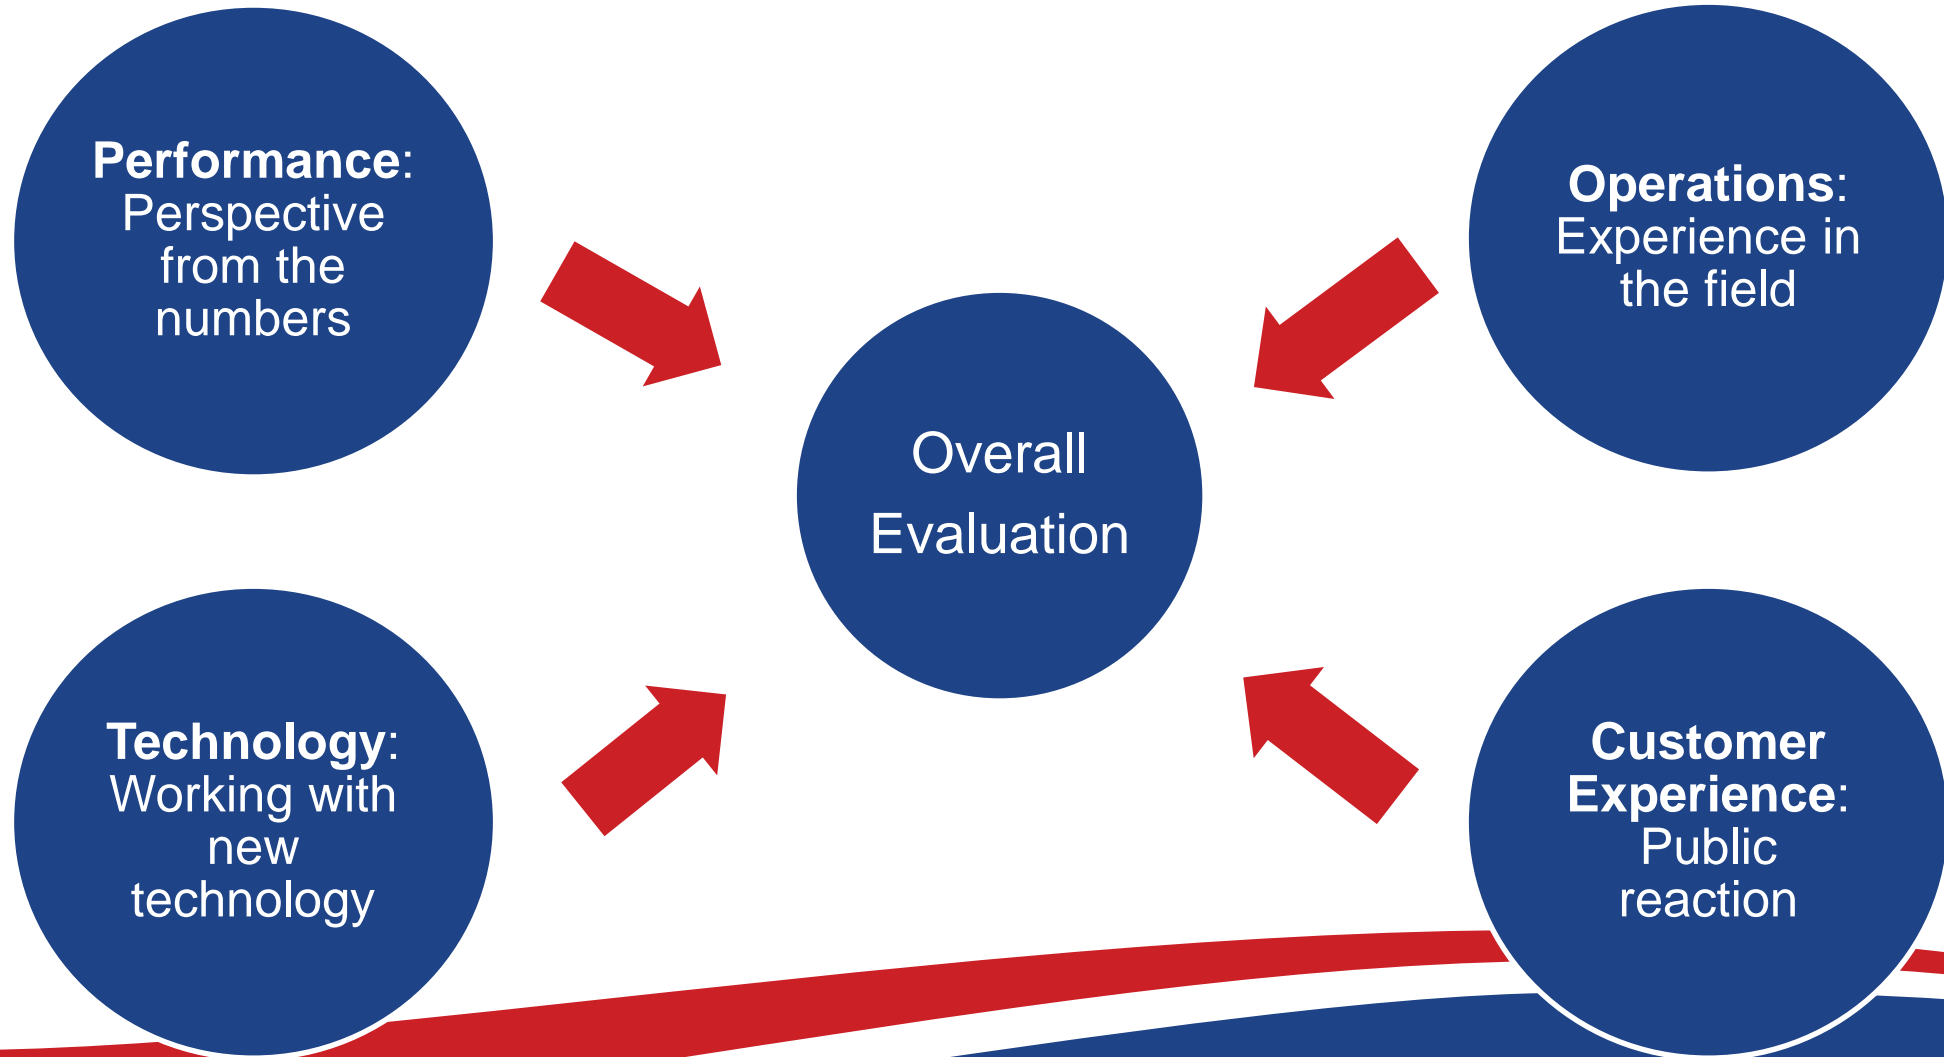 Performance:
Perspective
from the
numbers
Operations:
Experience in
the field
Overall
Evaluation
Technology:
Working with
new
technology
Customer
Experience:
Public
reaction